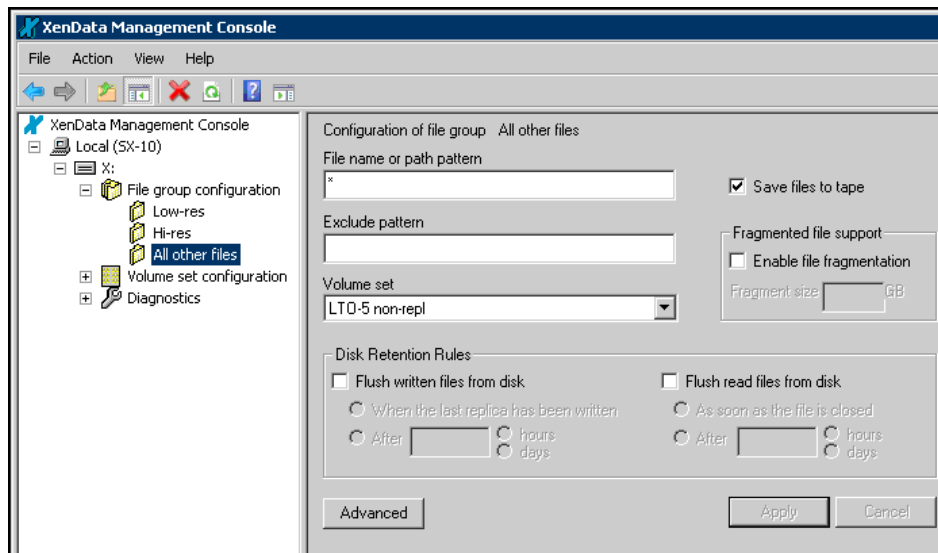 XenData Management Console
File Action View Help
XenData Management Console
Local (SX-10)
X:
File group configuration
Low-res
Hi-res
All other files
Volume set configuration
Diagnostics
Configuration of file group All other files
File name or path pattern
*
Save files to tape
Exclude pattern
Fragmented file support
Enable file fragmentation
Fragment size GB
Volume set
LTO-5 non-repl
Disk Retention Rules
Flush written files from disk
When the last replica has been written
After hours
days
Flush read files from disk
As soon as the file is closed
After hours
days
Advanced
Apply
Cancel